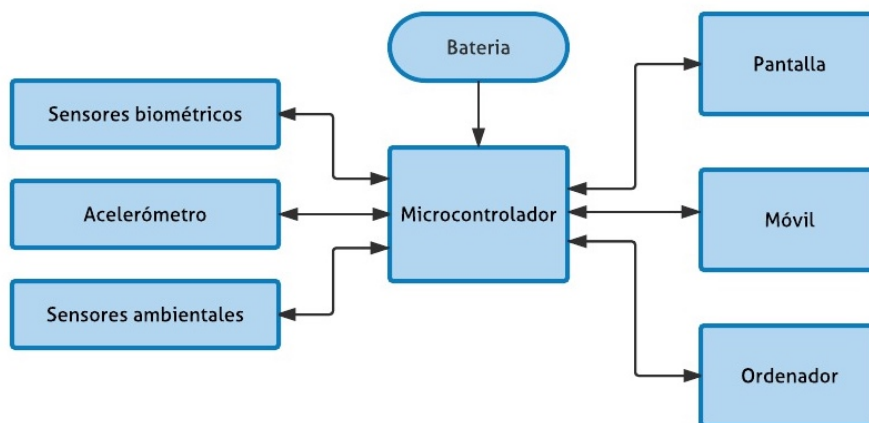 Bateria
Pantalla
Sensores biométricos
Acelerómetro
Microcontrolador
Móvil
Sensores ambientales
Ordenador